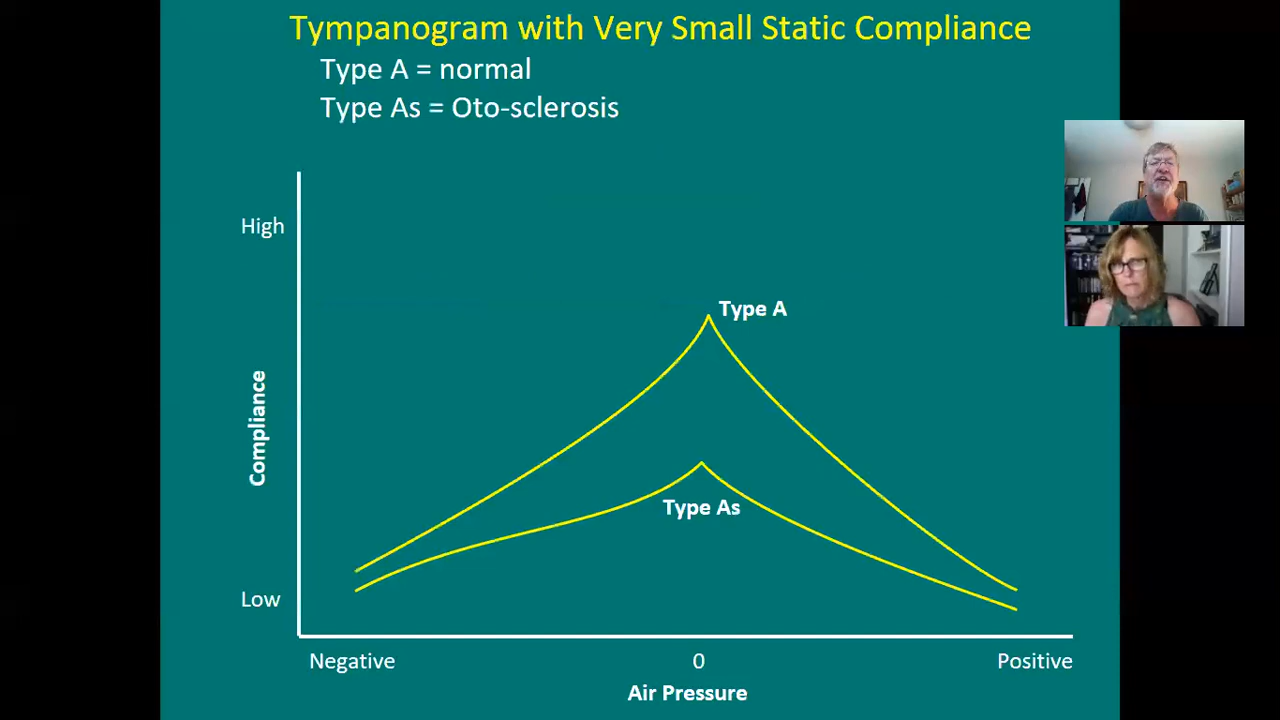 Tympanogram with Very Small Static Compliance
Type A = normal
Type As = Oto-sclerosis
High
Type A
Compliance
Type As
Low
Negative
0
Positive
Air Pressure